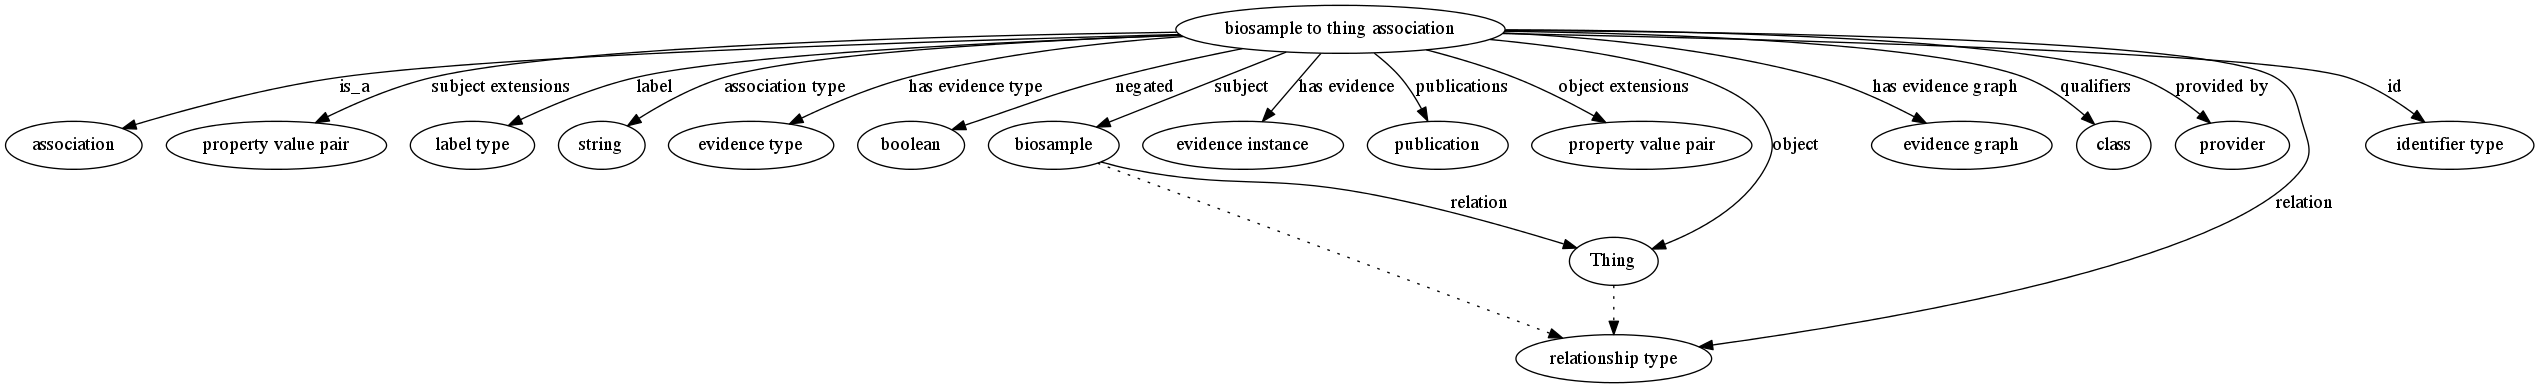 biosample to thing association
is_a
subject extensions
label
association type
has evidence type
negated
subject
has evidence
publications
object extensions
has evidence graph
qualifiers
provided by
id
association
property value pair
label type
string
evidence type
boolean
biosample
evidence instance
publication
property value pair
object
evidence graph
class
provider
identifier type
relation
relation
Thing
relationship type